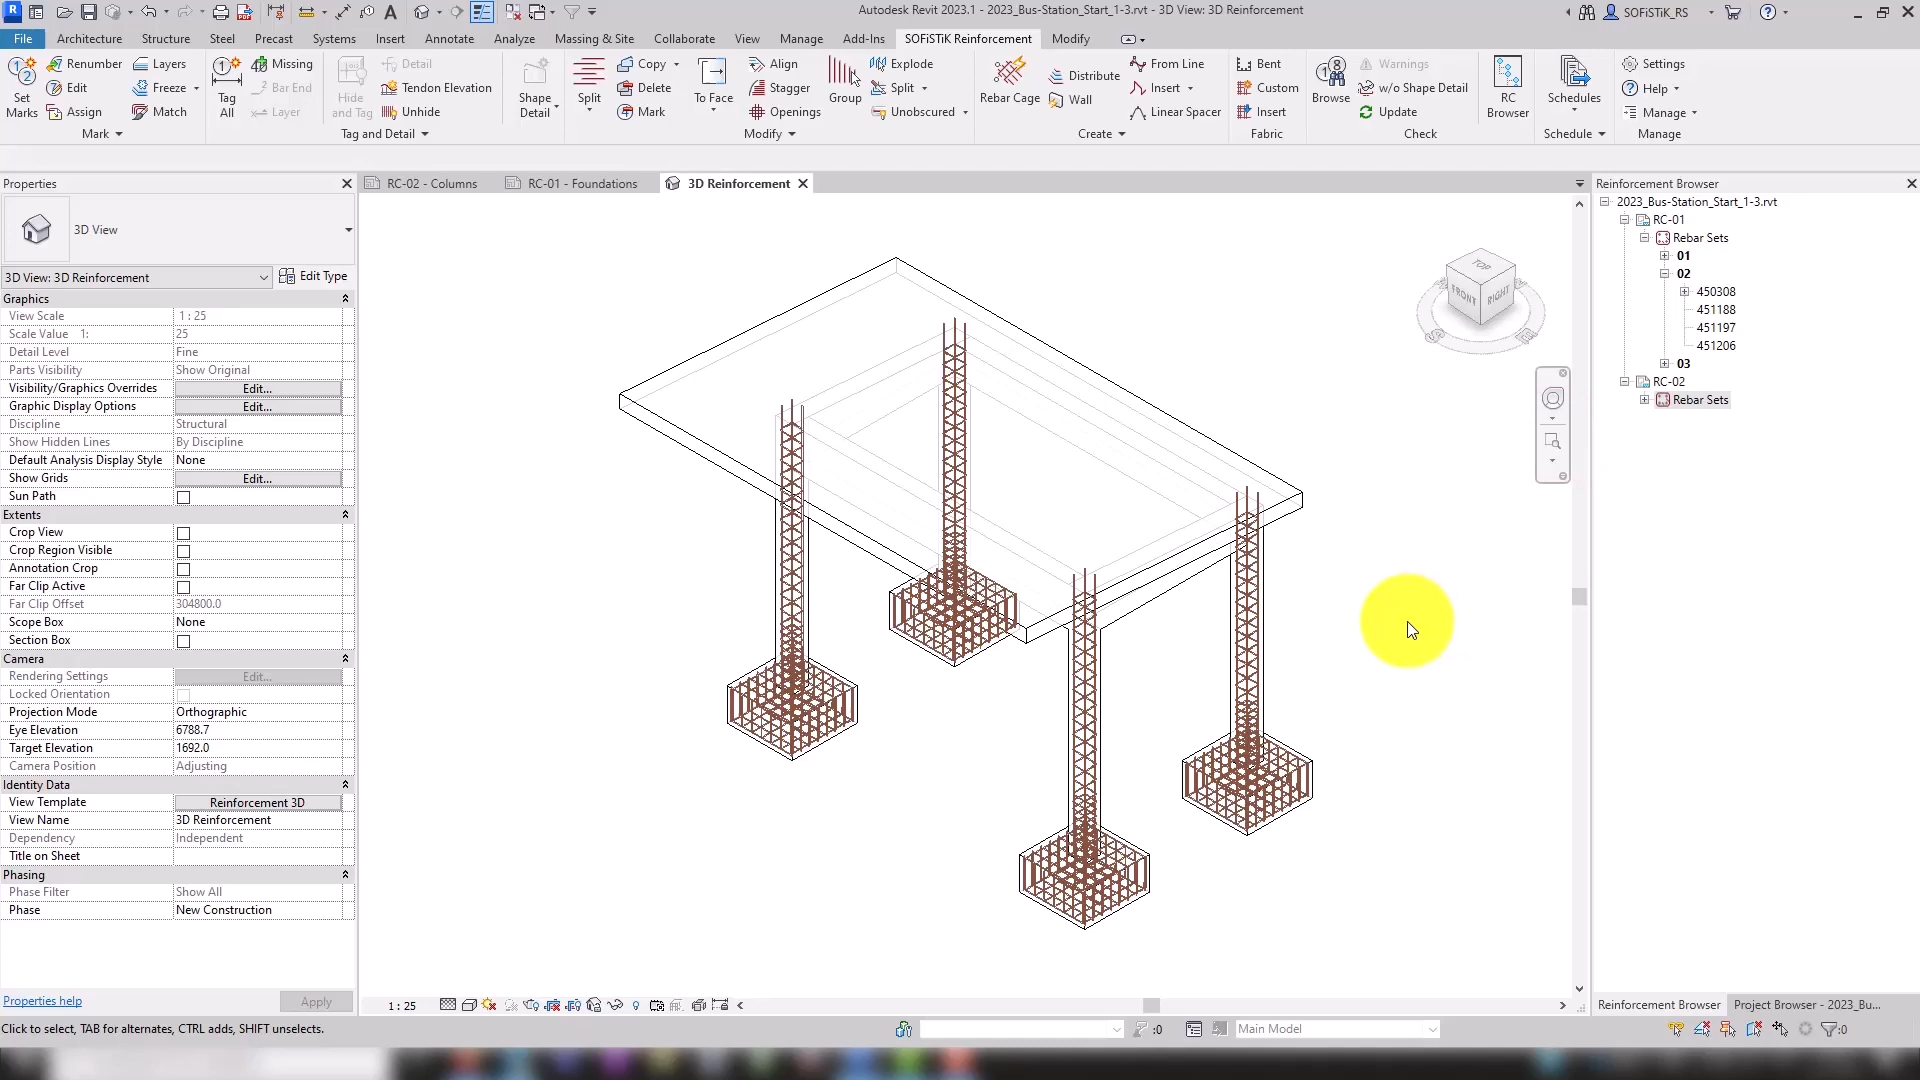 Autodesk Revit 2023.1 - 2023_Bus-Station_Start_1-3.rvt - 3D View: 3D Reinforcement
SOFiSTiK_RS
File Architecture Structure Steel Precast Systems Insert Annotate Analyze Massing & Site Collaborate View Manage Add-Ins SOFiSTiK Reinforcement Modify
Set Marks
Renumber
Edit
Assign
Layers
Freeze
Match
Mark
Tag All
Missing
Bar End
Layer
Hide and Tag
Detail
Tendon Elevation
Unhide
Tag and Detail
Shape Detail
Split
Copy
Delete
Mark
To Face
Align
Stagger
Openings
Group
Explode
Split
Unobscured
Modify
Rebar Cage
Distribute
Wall
From Line
Insert
Linear Spacer
Create
Bent
Custom
Insert
Fabric
Browse
Warnings
w/o Shape Detail
Update
Check
RC Browser
Schedules
Schedule
Settings
Help
Manage
Manage
Properties
3D View
3D View: 3D Reinforcement
Edit Type
Graphics
View Scale 1 : 25
Scale Value 1: 25
Detail Level Fine
Parts Visibility Show Original
Visibility/Graphics Overrides Edit...
Graphic Display Options Edit...
Discipline Structural
Show Hidden Lines By Discipline
Default Analysis Display Style None
Show Grids Edit...
Sun Path
Extents
Crop View
Crop Region Visible
Annotation Crop
Far Clip Active
Far Clip Offset 304800.0
Scope Box None
Section Box
Camera
Rendering Settings Edit...
Locked Orientation
Projection Mode Orthographic
Eye Elevation 6788.7
Target Elevation 1692.0
Camera Position Adjusting
Identity Data
View Template Reinforcement 3D
View Name 3D Reinforcement
Dependency Independent
Title on Sheet
Phasing
Phase Filter Show All
Phase New Construction
Properties help
Apply
RC-02 - Columns
RC-01 - Foundations
3D Reinforcement
TOP
FRONT
RIGHT
1 : 25
Reinforcement Browser
2023_Bus-Station_Start_1-3.rvt
RC-01
Rebar Sets
01
02
450308
451188
451197
451206
03
RC-02
Rebar Sets
Reinforcement Browser
Project Browser - 2023_Bu...
Click to select, TAB for alternates, CTRL adds, SHIFT unselects.
:0
Main Model
:0